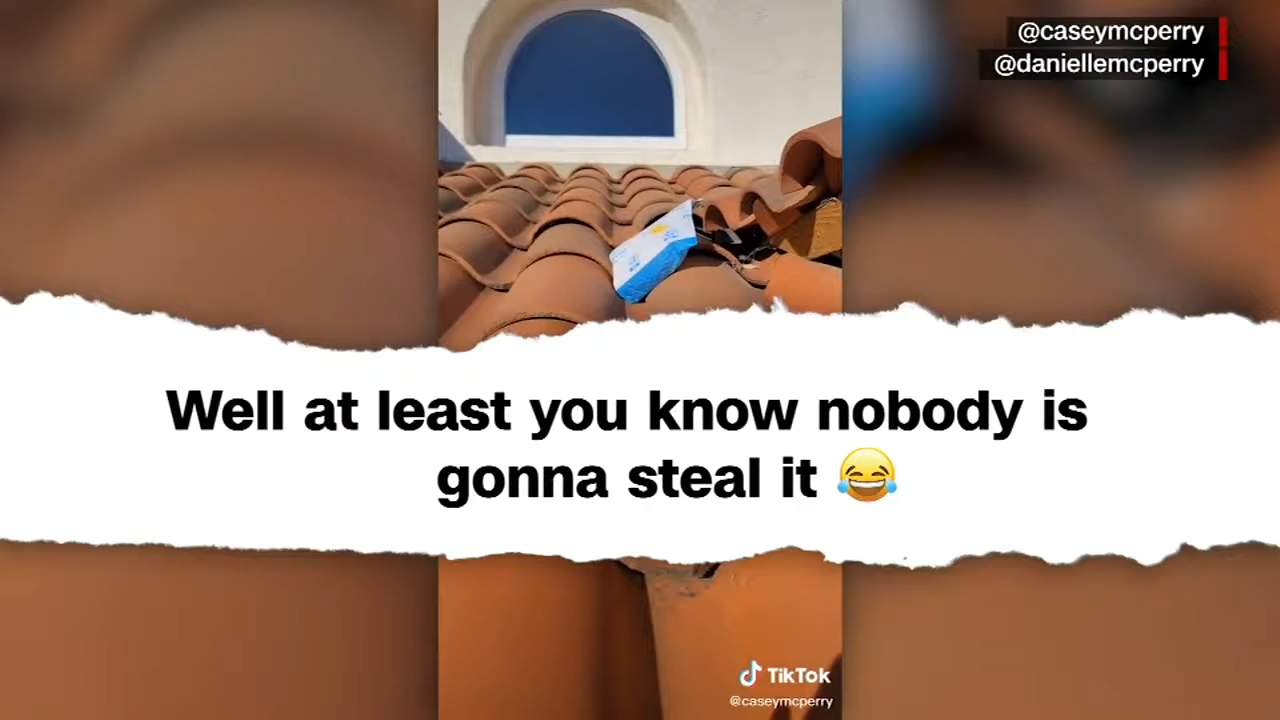 @caseymcperry
@daniellemcperry
Well at least you know nobody is
gonna steal it 😂
TikTok
@caseymcperry